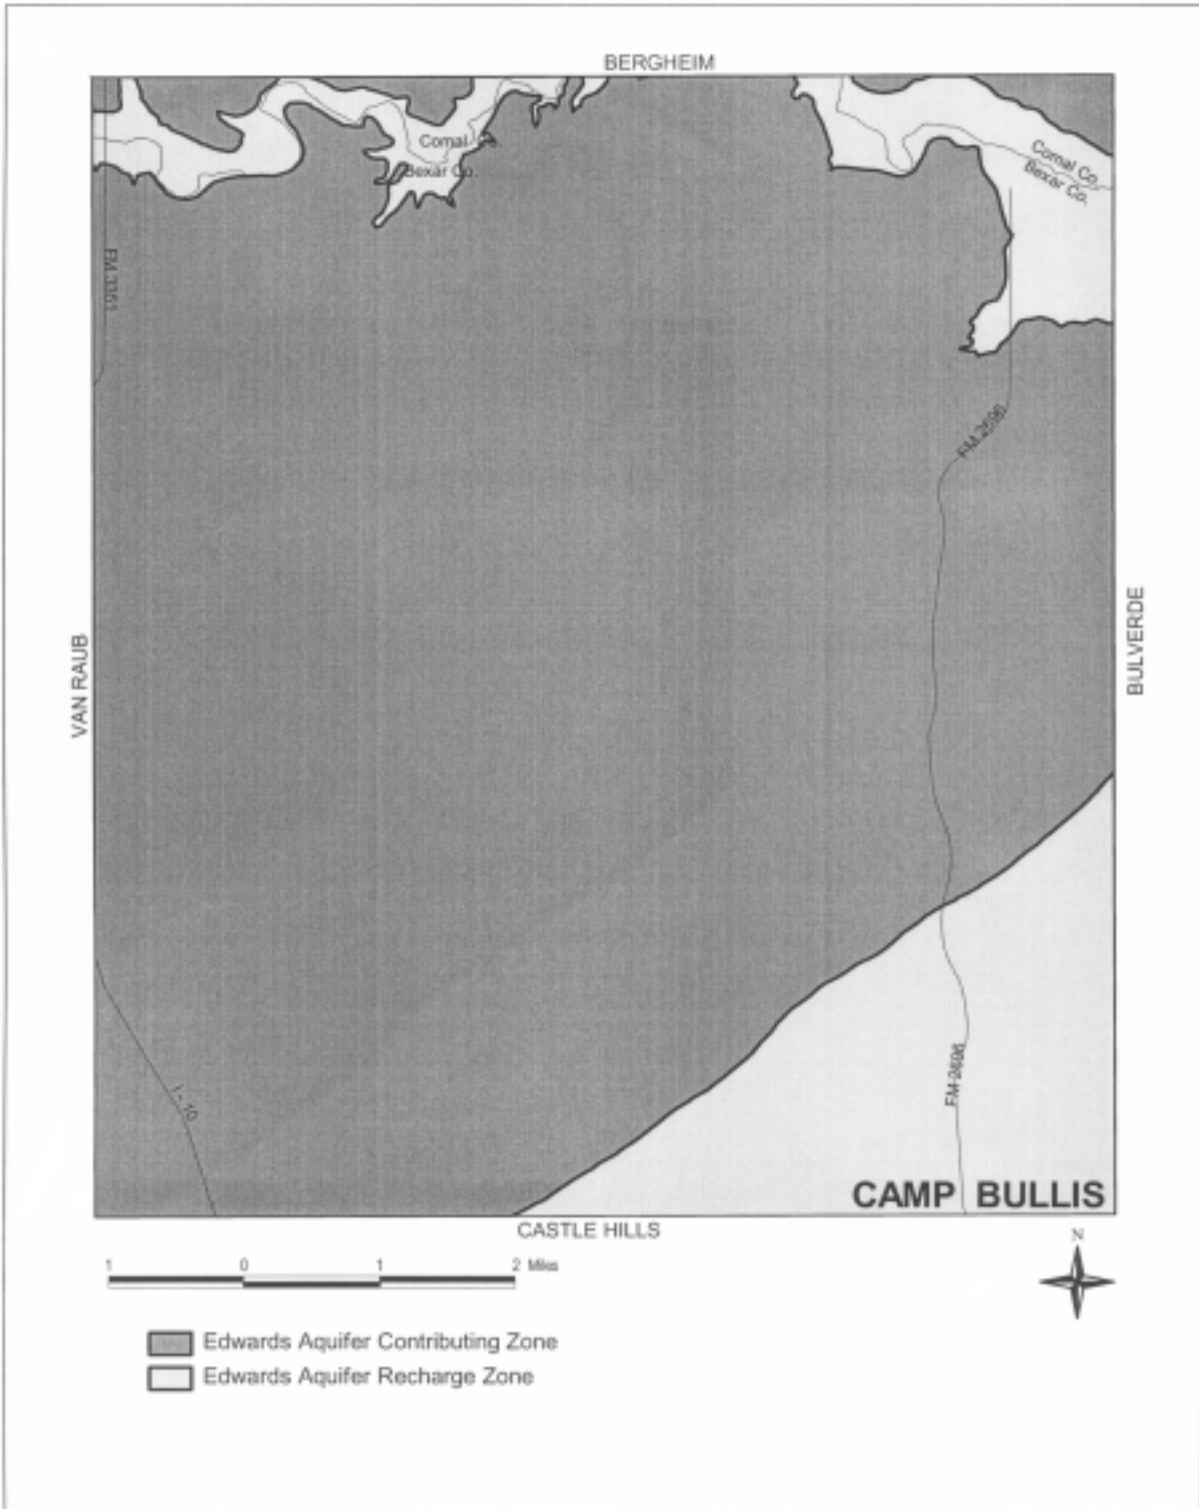 BERGHEIM
Comal Co.
Bexar Co.
Comal Co.
Bexar Co.
FM 3351
FM 2696
VAN RAUB
BULVERDE
I - 10
FM 2696
CAMP BULLIS
CASTLE HILLS
N
1 0 1 2 Miles
Edwards Aquifer Contributing Zone
Edwards Aquifer Recharge Zone